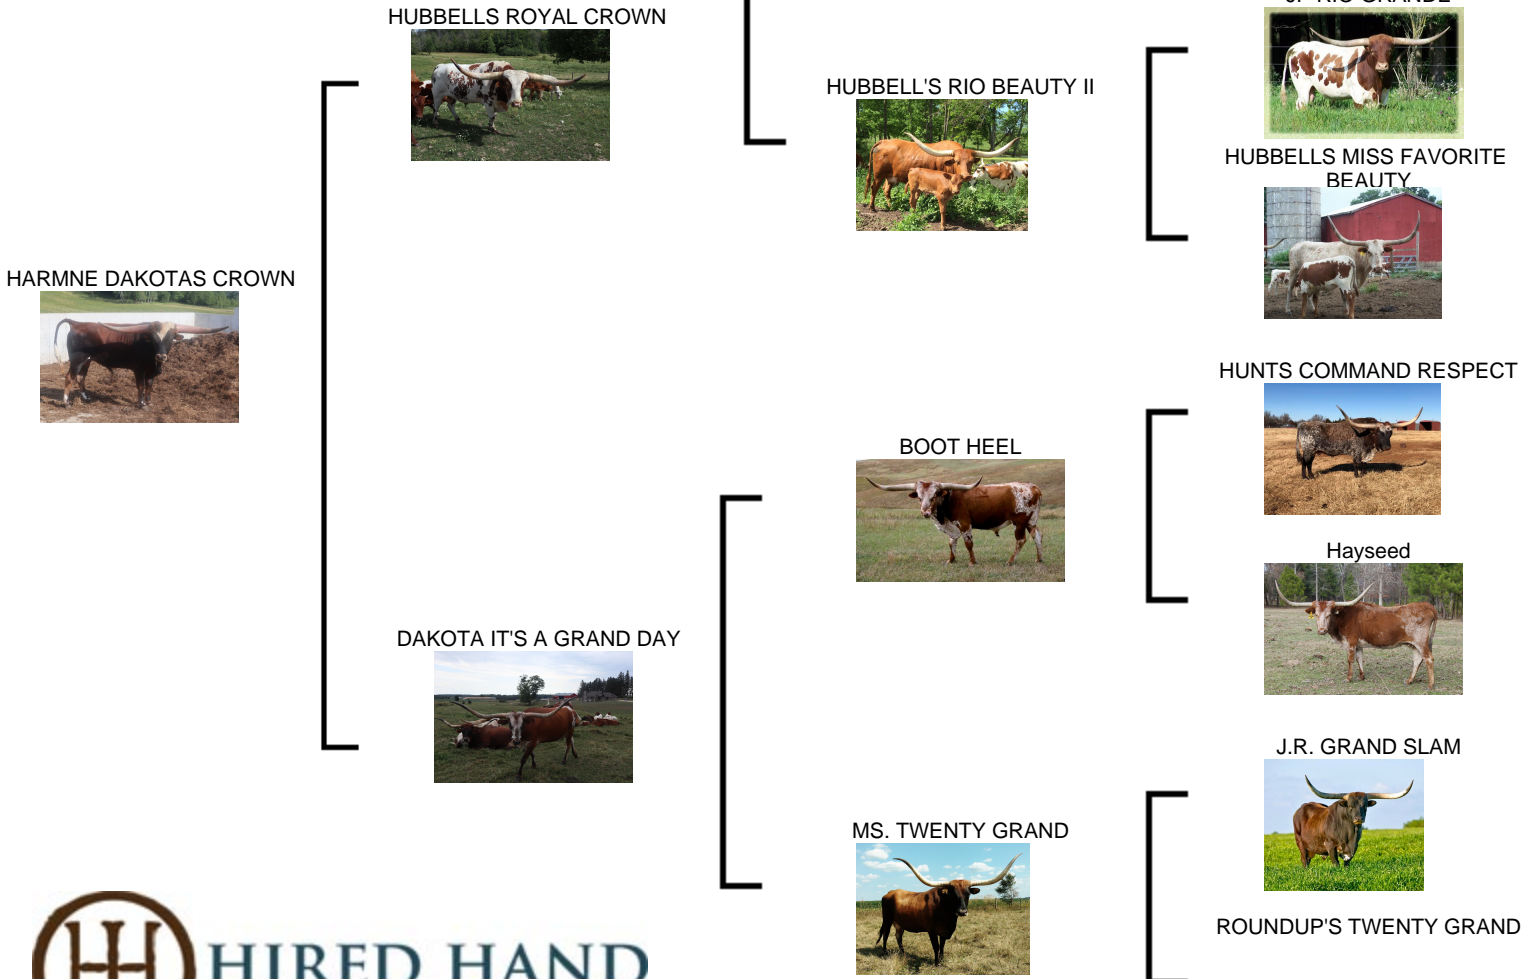 HUBBELLS ROYAL CROWN
HUBBELL'S RIO BEAUTY II
HUBBELLS MISS FAVORITE
BEAUTY
HARMNE DAKOTAS CROWN
HUNTS COMMAND RESPECT
BOOT HEEL
Hayseed
DAKOTA IT'S A GRAND DAY
J.R. GRAND SLAM
MS. TWENTY GRAND
ROUNDUP'S TWENTY GRAND
HIRED HAND